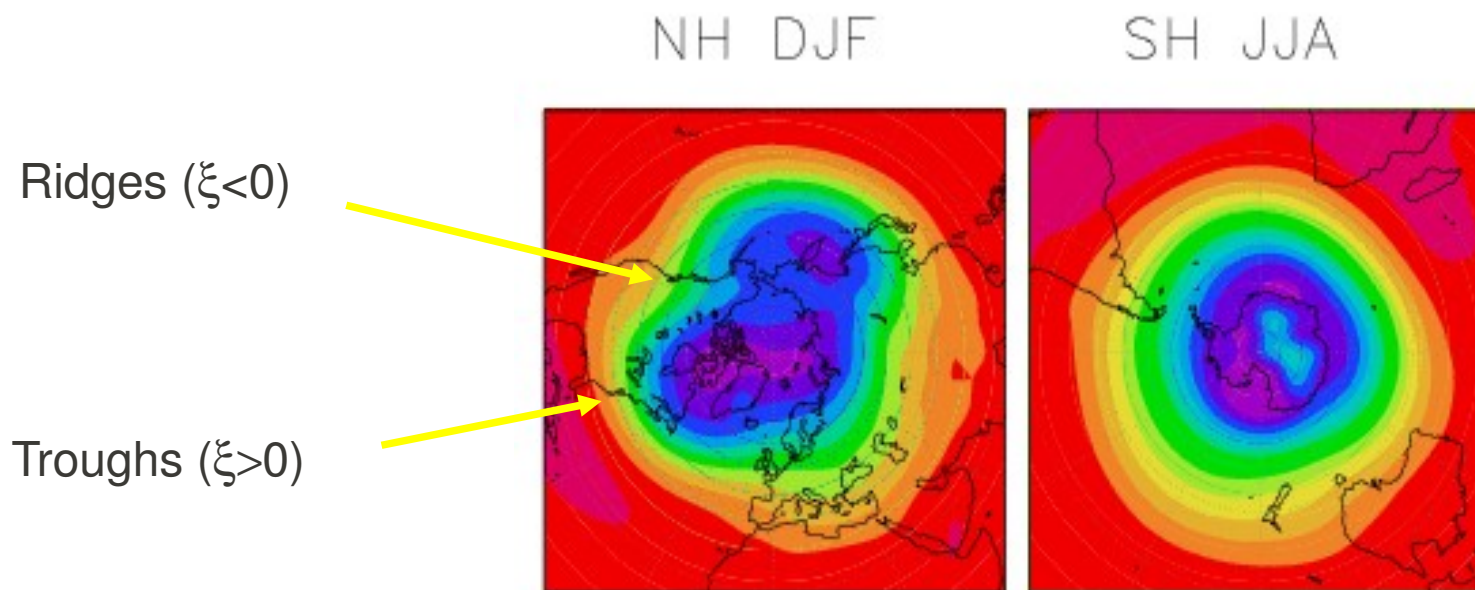 NH DJF
SH JJA
Ridges (ξ<0)
Troughs (ξ>0)